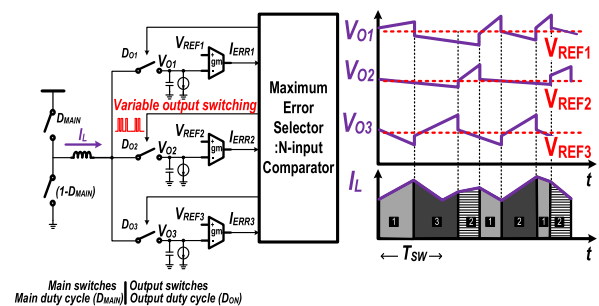 D_O1
V_O1
V_REF1
gm
I_ERR1
Variable output switching
D_MAIN
I_L
(1-D_MAIN)
D_O2
V_O2
V_REF2
gm
I_ERR2
D_O3
V_O3
V_REF3
gm
I_ERR3
Maximum
Error
Selector
:N-input
Comparator
Main switches
Main duty cycle (D_MAIN)
Output switches
Output duty cycle (D_ON)
V_O1
V_REF1
V_O2
V_REF2
V_O3
V_REF3
t
I_L
1
3
2
1
2
1
2
T_SW
t